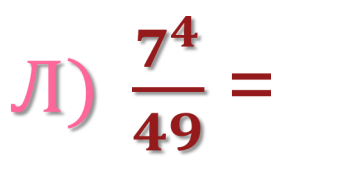 Л) 7⁴/49 =